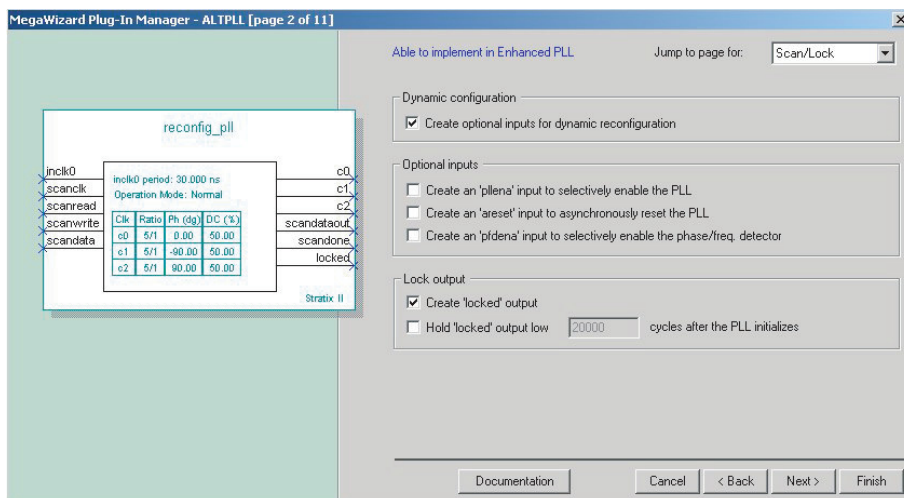 MegaWizard Plug-In Manager - ALTPLL [page 2 of 11]
Able to implement in Enhanced PLL
Jump to page for:
Scan/Lock
reconfig_pll
inclk0
scanclk
scanread
scanwrite
scandata
inclk0 period: 30.000 ns
Operation Mode: Normal
Clk Ratio Ph (dg) DC (%)
c0 5/1 0.00 50.00
c1 5/1 -90.00 50.00
c2 5/1 90.00 50.00
c0
c1
c2
scandataout
scandone
locked
Stratix II
Dynamic configuration
Create optional inputs for dynamic reconfiguration
Optional inputs
Create an 'pllena' input to selectively enable the PLL
Create an 'areset' input to asynchronously reset the PLL
Create an 'pfdena' input to selectively enable the phase/freq. detector
Lock output
Create 'locked' output
Hold 'locked' output low 20000 cycles after the PLL initializes
Documentation
Cancel
< Back
Next >
Finish